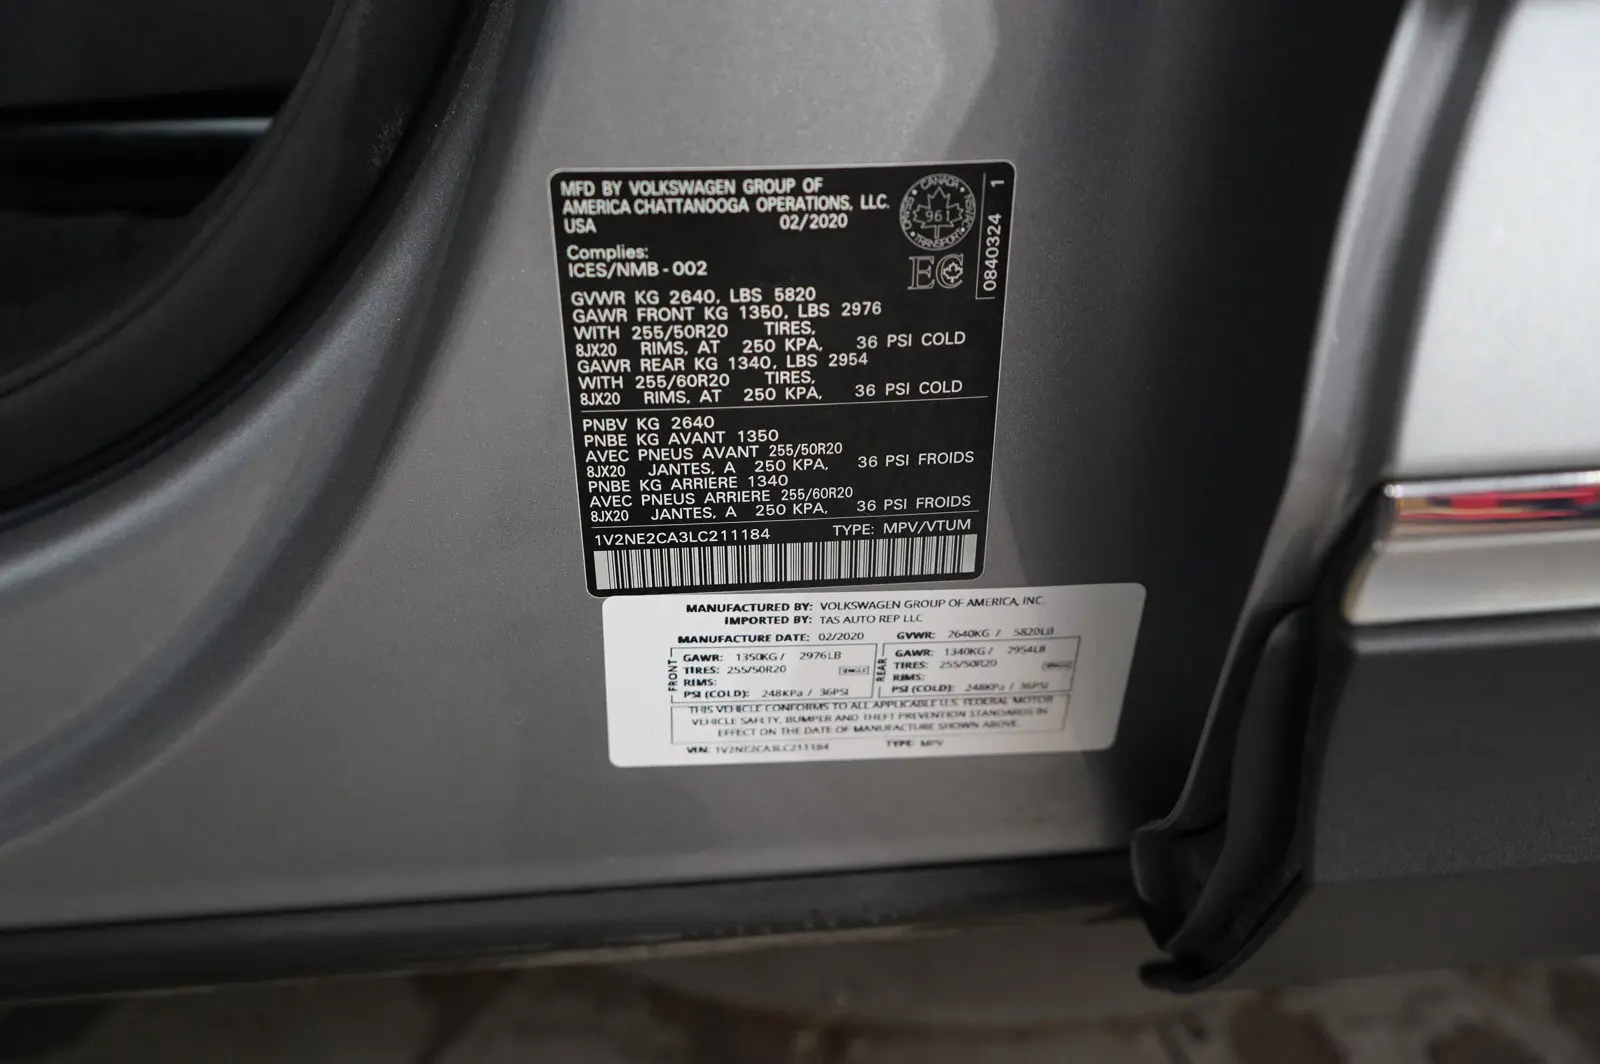 MFD BY VOLKSWAGEN GROUP OF
AMERICA CHATTANOOGA OPERATIONS, LLC.
USA 02/2020
CANADA
961
TRANSPORT
EC
0840324 1
Complies:
ICES/NMB - 002
GVWR KG 2640, LBS 5820
GAWR FRONT KG 1350, LBS 2976
WITH 255/50R20 TIRES,
8JX20 RIMS, AT 250 KPA, 36 PSI COLD
GAWR REAR KG 1340, LBS 2954
WITH 255/60R20 TIRES,
8JX20 RIMS, AT 250 KPA, 36 PSI COLD
PNBV KG 2640
PNBE KG AVANT 1350
AVEC PNEUS AVANT 255/50R20
8JX20 JANTES, A 250 KPA, 36 PSI FROIDS
PNBE KG ARRIERE 1340
AVEC PNEUS ARRIERE 255/60R20
8JX20 JANTES, A 250 KPA, 36 PSI FROIDS
1V2NE2CA3LC211184 TYPE: MPV/VTUM
MANUFACTURED BY: VOLKSWAGEN GROUP OF AMERICA, INC.
IMPORTED BY: TAS AUTO REP LLC
MANUFACTURE DATE: 02/2020 GVWR: 2640KG / 5820LB
FRONT
GAWR: 1350KG / 2976LB
TIRES: 255/50R20 SINGLE
RIMS:
PSI (COLD): 248KPa / 36PSI
REAR
GAWR: 1340KG / 2954LB
TIRES: 255/50R20
RIMS:
PSI (COLD): 248KPa / 36PSI
THIS VEHICLE CONFORMS TO ALL APPLICABLE U.S. FEDERAL MOTOR
VEHICLE SAFETY, BUMPER AND THEFT PREVENTION STANDARDS IN
EFFECT ON THE DATE OF MANUFACTURE SHOWN ABOVE.
VIN: 1V2NE2CA3LC211184 TYPE: MPV